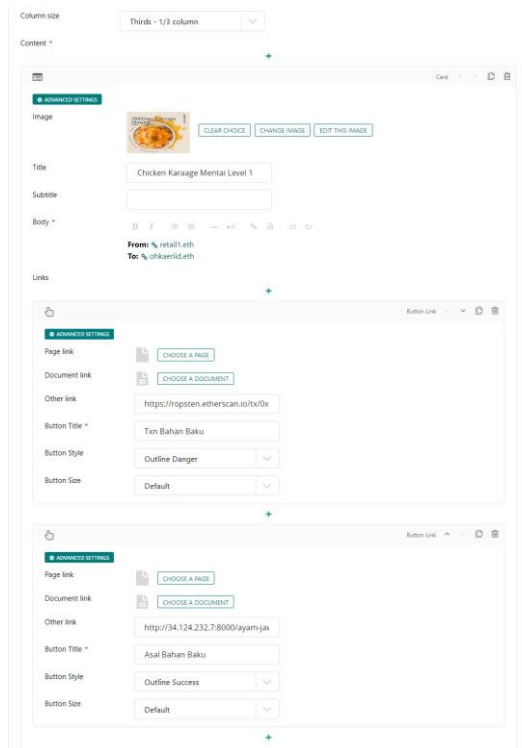 Column size
Thirds - 1/3 column
Content *
Card
ADVANCED SETTINGS
Image
CLEAR CHOICE
CHANGE IMAGE
EDIT THIS IMAGE
Title
Chicken Karaage Mentai Level 1
Subtitle
Body *
B I
From: retail1.eth
To: ohkaeriid.eth
Links
Button Link
ADVANCED SETTINGS
Page link
CHOOSE A PAGE
Document link
CHOOSE A DOCUMENT
Other link
https://ropsten.etherscan.io/tx/0x
Button Title *
Txn Bahan Baku
Button Style
Outline Danger
Button Size
Default
Button Link
ADVANCED SETTINGS
Page link
CHOOSE A PAGE
Document link
CHOOSE A DOCUMENT
Other link
http://34.124.232.7:8000/ayam-jav
Button Title *
Asal Bahan Baku
Button Style
Outline Success
Button Size
Default